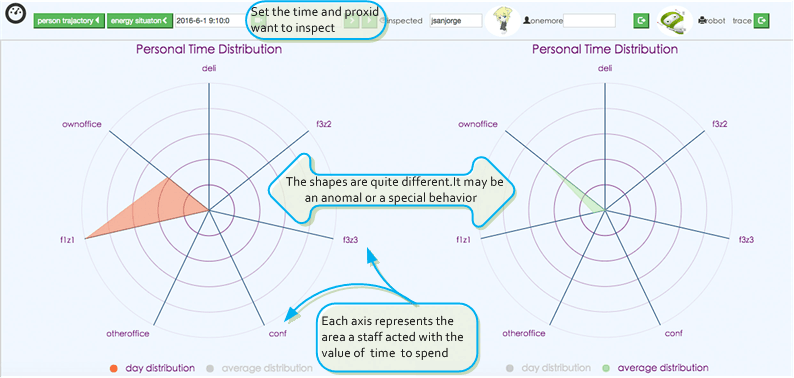 person trajactory
energy situaton
2016-6-1 9:10:0
Set the time and proxid
want to inspect
inspected
jsanjorge
onemore
robot
trace
Personal Time Distribution
deli
ownoffice
f3z2
f1z1
f3z3
otheroffice
conf
day distribution
average distribution
The shapes are quite different.It may be
an anomal or a special behavior
Each axis represents the
area a staff acted with the
value of time to spend
Personal Time Distribution
deli
ownoffice
f3z2
f1z1
f3z3
otheroffice
conf
day distribution
average distribution